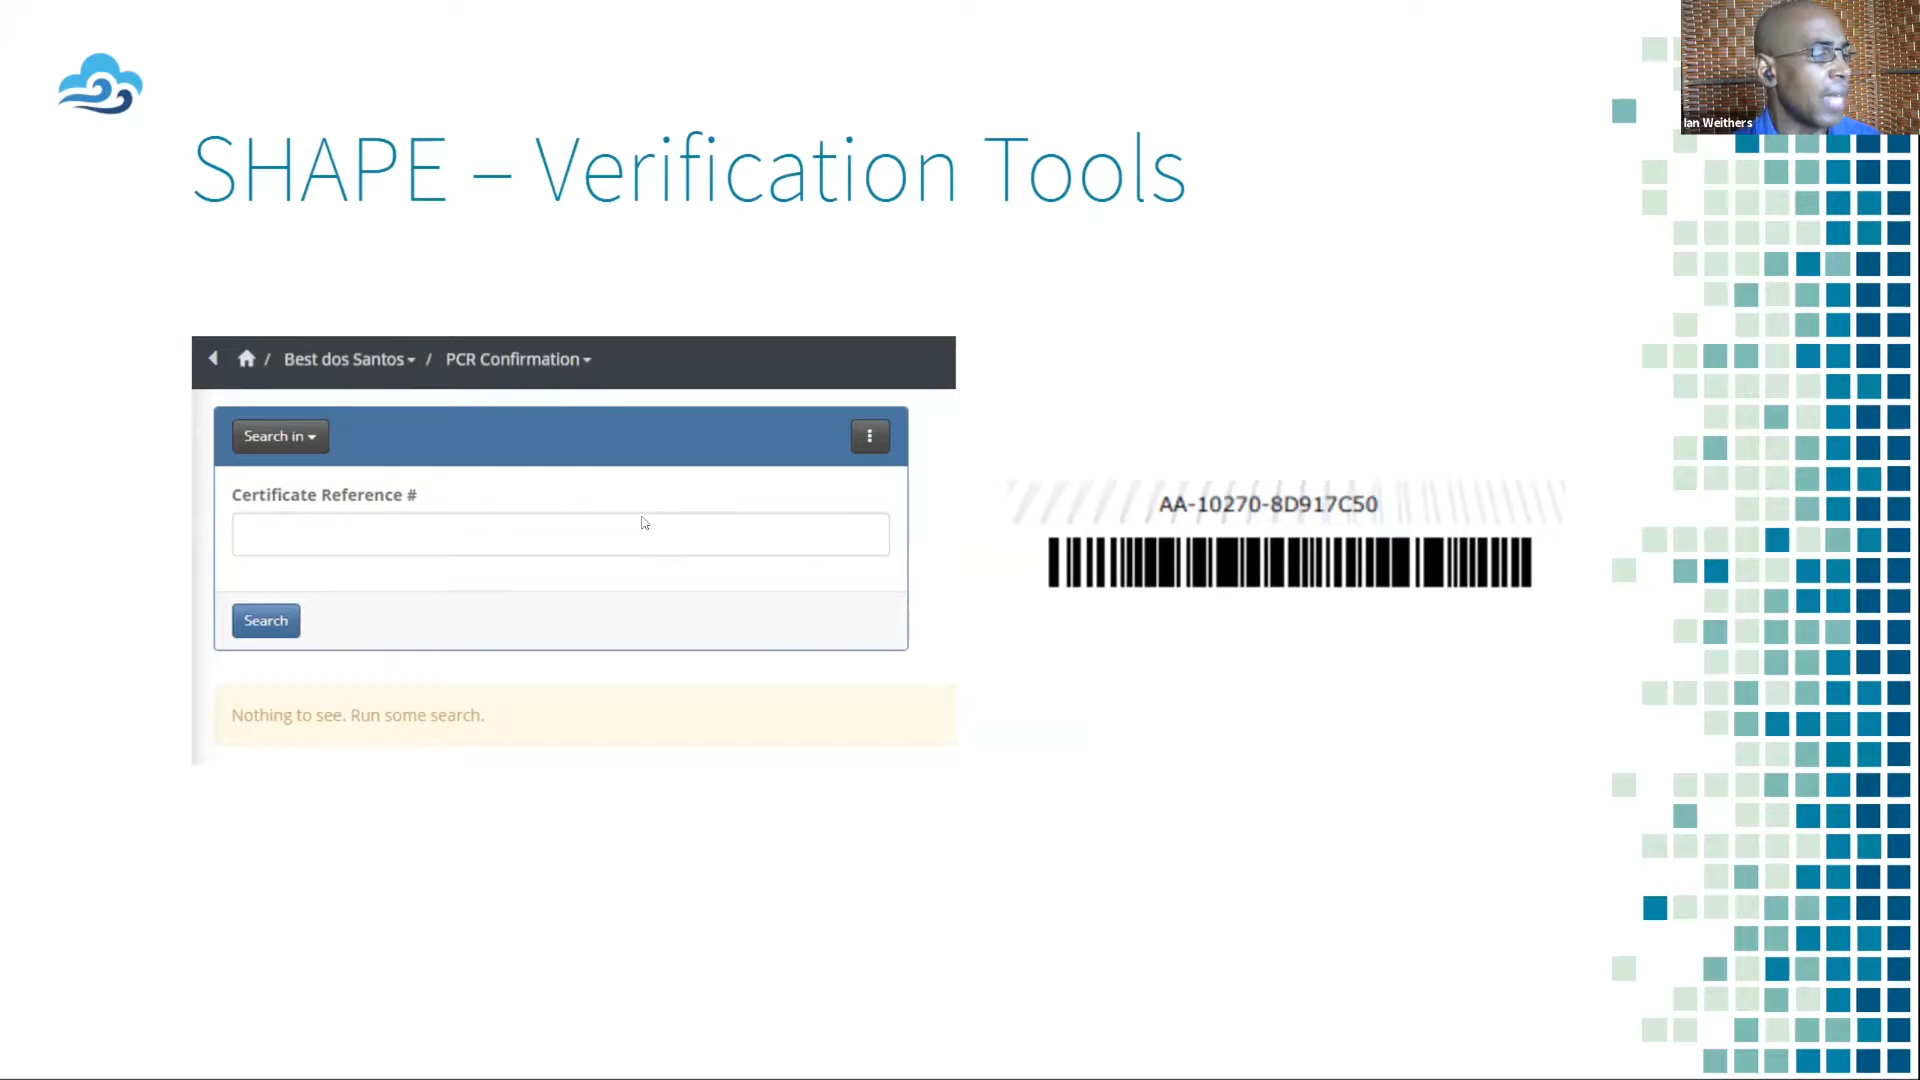 Ian Weithers
SHAPE – Verification Tools
/ Best dos Santos / PCR Confirmation
Search in
Certificate Reference #
Search
Nothing to see. Run some search.
AA-10270-8D917C50